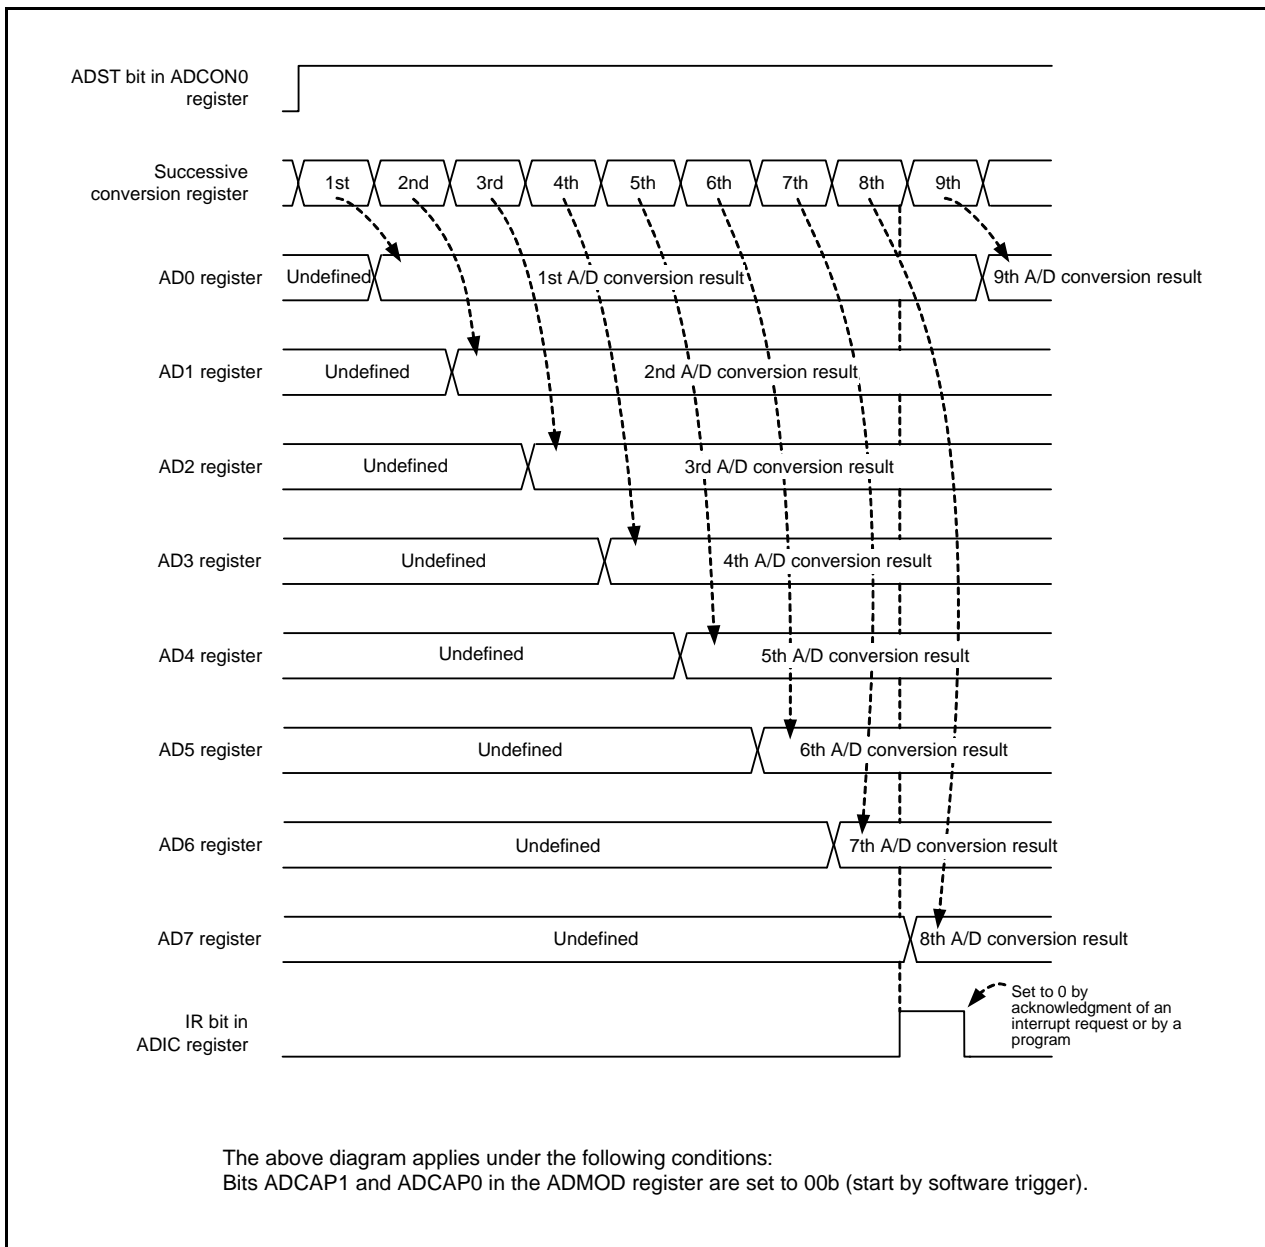 ADST bit in ADCON0
register
Successive
conversion register
1st 2nd 3rd 4th 5th 6th 7th 8th 9th
AD0 register Undefined 1st A/D conversion result 9th A/D conversion result
AD1 register Undefined 2nd A/D conversion result
AD2 register Undefined 3rd A/D conversion result
AD3 register Undefined 4th A/D conversion result
AD4 register Undefined 5th A/D conversion result
AD5 register Undefined 6th A/D conversion result
AD6 register Undefined 7th A/D conversion result
AD7 register Undefined 8th A/D conversion result
IR bit in
ADIC register
Set to 0 by
acknowledgment of an
interrupt request or by a
program
The above diagram applies under the following conditions:
Bits ADCAP1 and ADCAP0 in the ADMOD register are set to 00b (start by software trigger).